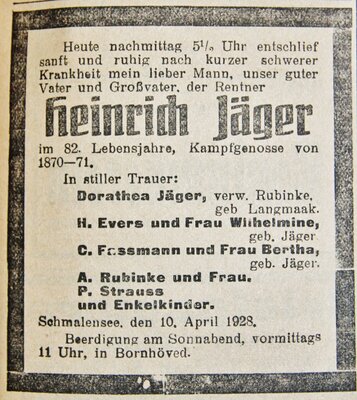 Heute nachmittag 5½ Uhr entschlief
sanft und ruhig nach kurzer schwerer
Krankheit mein lieber Mann, unser guter
Vater und Großvater, der Rentner
Heinrich Jäger
im 82. Lebensjahre, Kampfgenosse von
1870—71.
In stiller Trauer:
Dorothea Jäger, verw. Rubinke,
geb Langmaak.
H. Evers und Frau Wilhelmine,
geb. Jäger
C. Fassmann und Frau Bertha,
geb. Jäger.
A. Rubinke und Frau.
P. Strauss
und Enkelkinder.
Schmalensee, den 10. April 1928.
Beerdigung am Sonnabend, vormittags
11 Uhr, in Bornhöved.